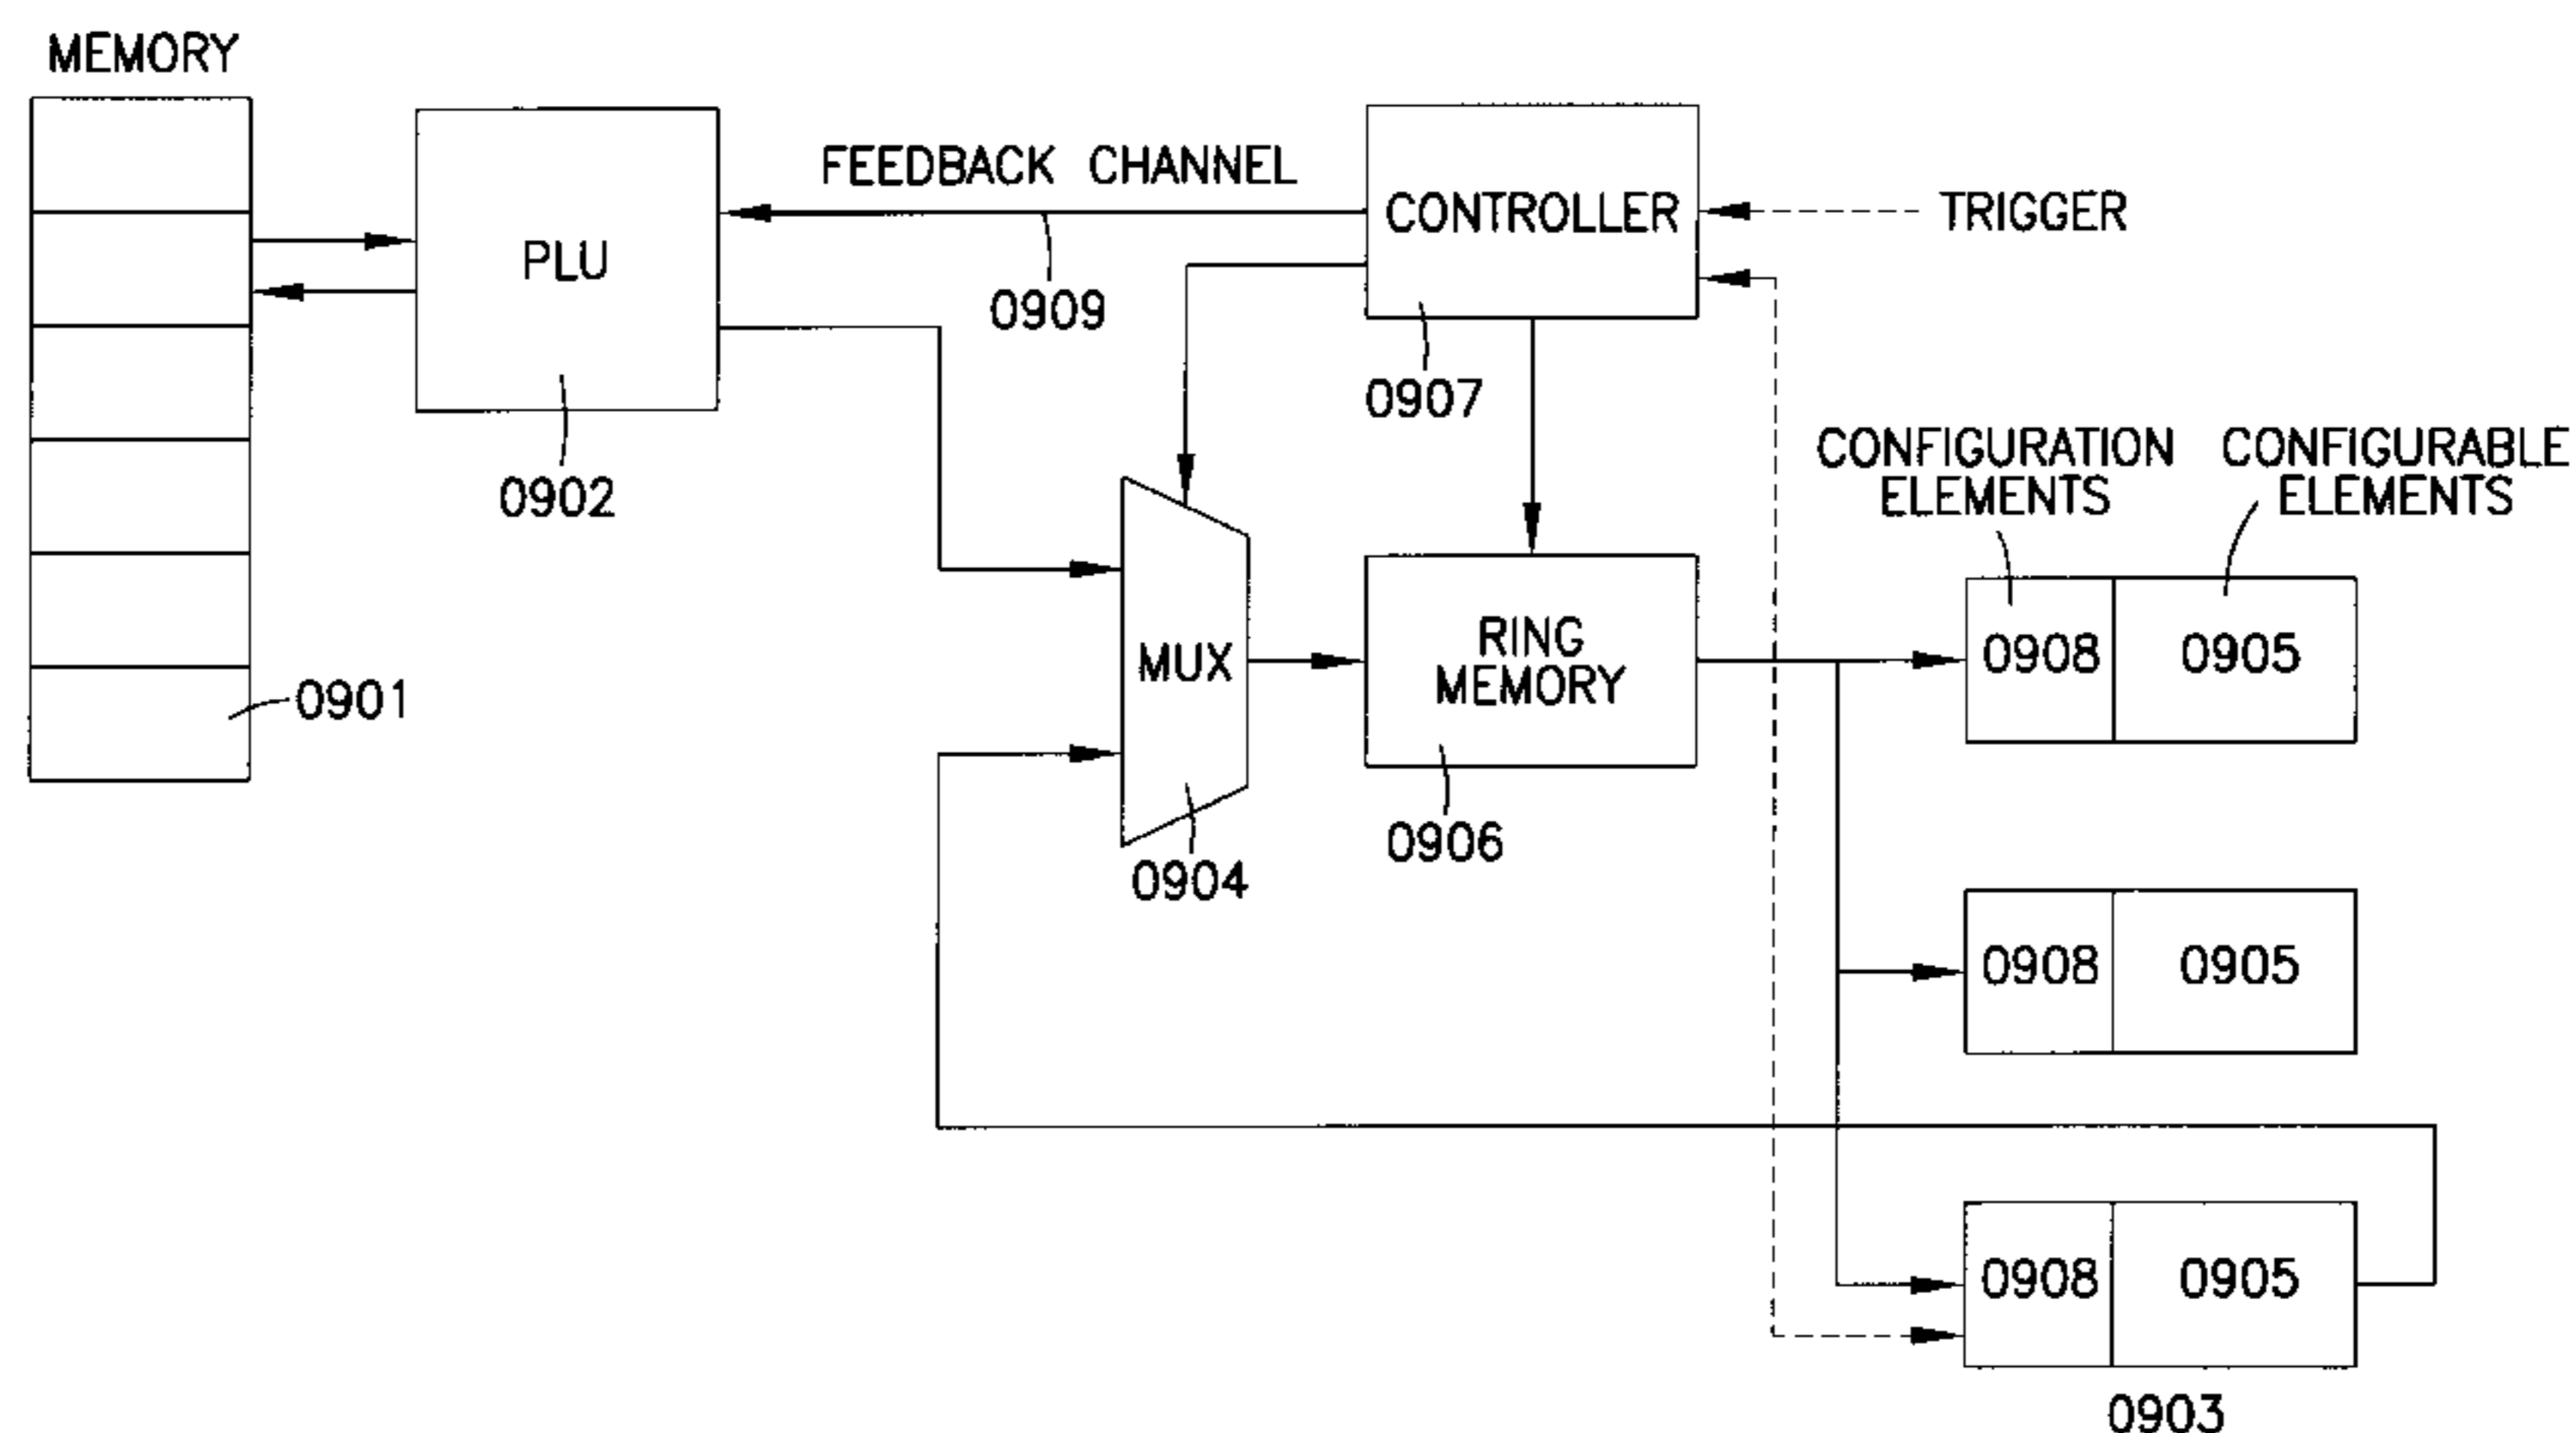 MEMORY
FEEDBACK CHANNEL
CONTROLLER
TRIGGER
PLU
0909
0907
0902
CONFIGURATION
ELEMENTS
CONFIGURABLE
ELEMENTS
0901
MUX
RING
MEMORY
0908
0905
0906
0904
0908
0905
0908
0905
0903